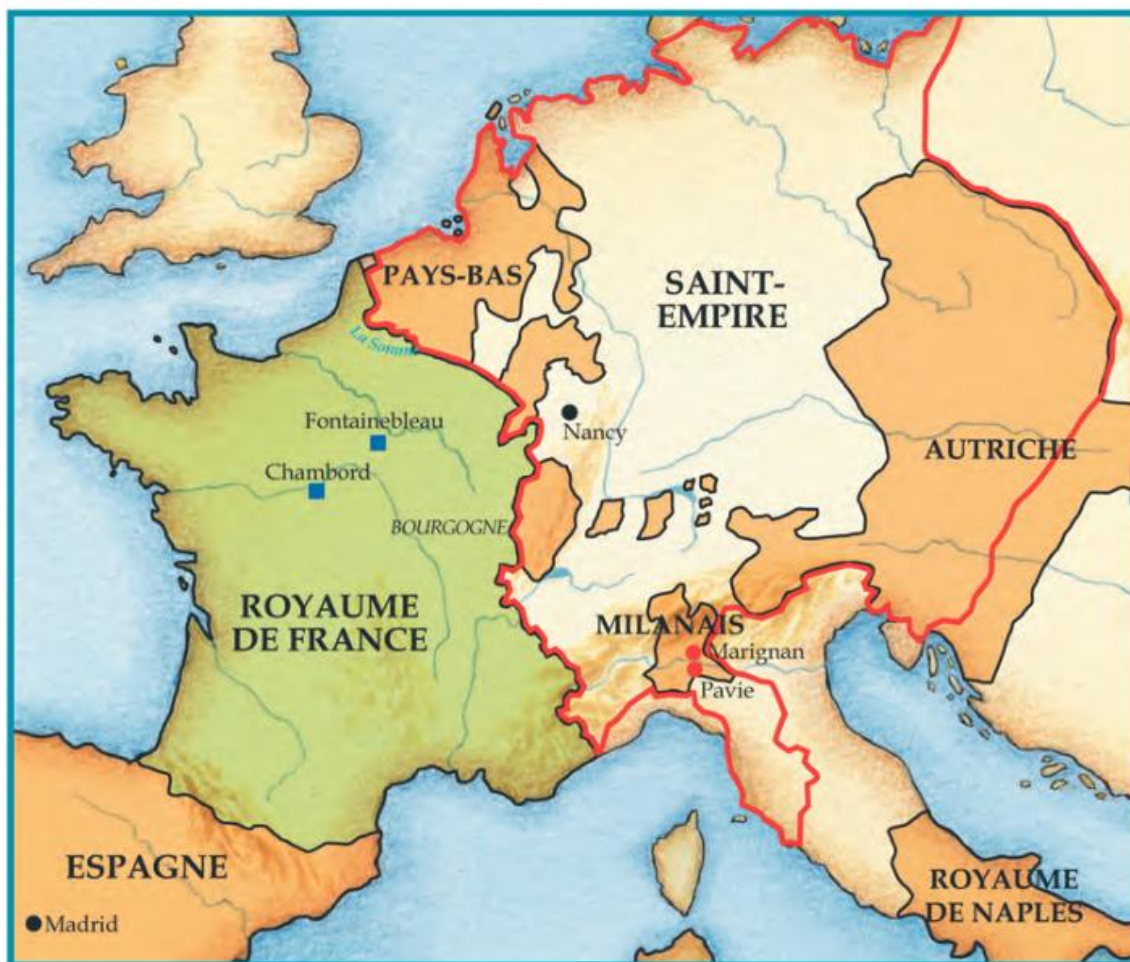 PAYS-BAS
SAINT-
EMPIRE
La Somme
Fontainebleau
Nancy
Chambord
AUTRICHE
BOURGOGNE
ROYAUME
DE FRANCE
MILANAIS
Marignan
Pavie
ESPAGNE
ROYAUME
DE NAPLES
Madrid